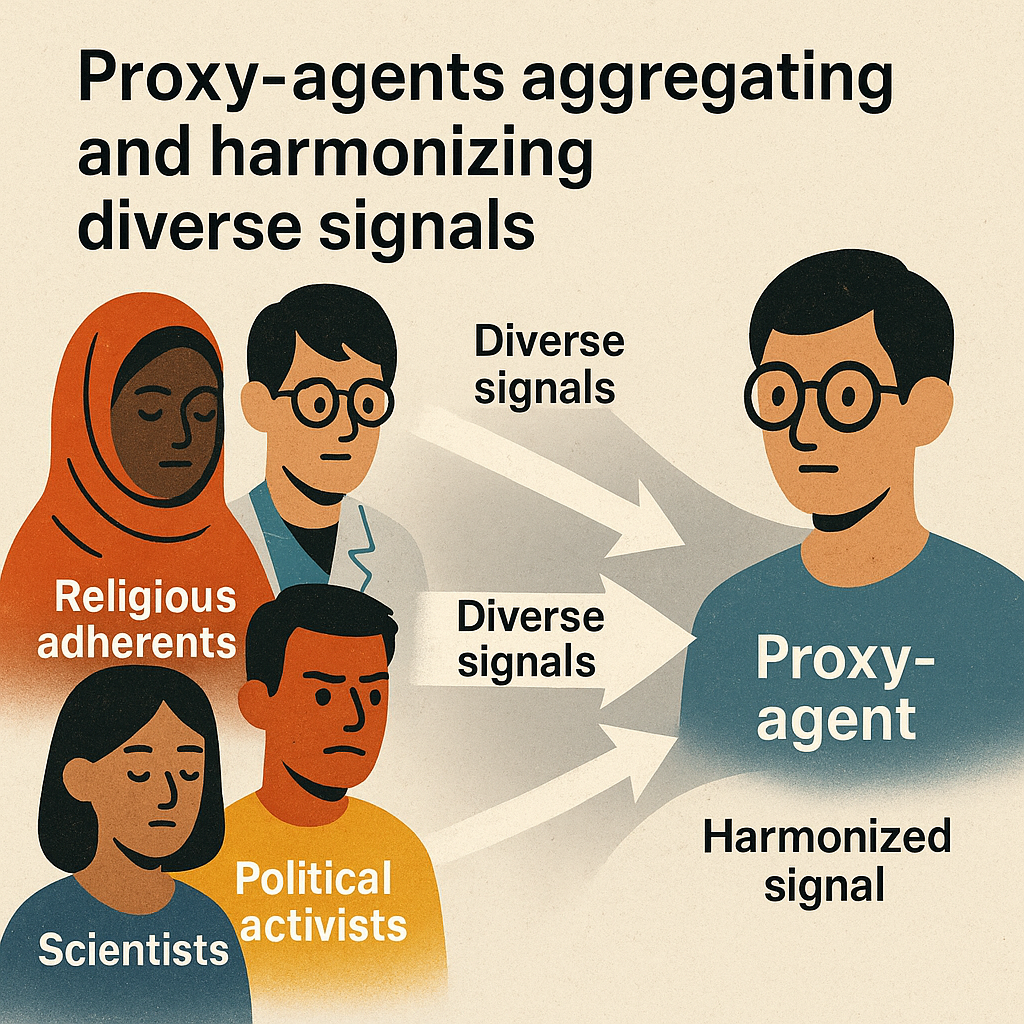 Proxy-agents aggregating
and harmonizing
diverse signals
Diverse
signals
Religious
adherents
Diverse
signals
Proxy-
agent
Political
activists
Scientists
Harmonized
signal